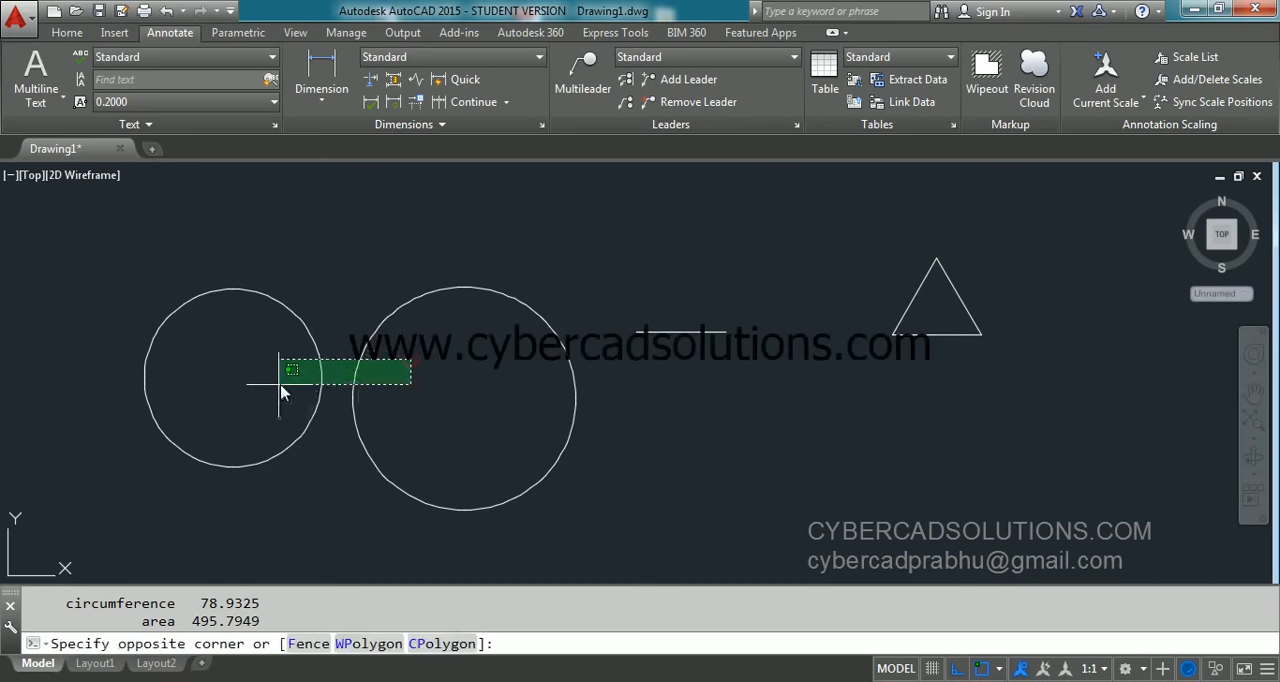 Autodesk AutoCAD 2015 - STUDENT VERSION Drawing1.dwg
Type a keyword or phrase
Sign In
Home Insert Annotate Parametric View Manage Output Add-ins Autodesk 360 Express Tools BIM 360 Featured Apps
Multiline
Text
ABC
Standard
Find text
0.2000
Text
Dimension
Standard
Quick
Continue
Dimensions
Multileader
Standard
Add Leader
Remove Leader
Leaders
Table
Standard
Extract Data
Link Data
Tables
Wipeout
Revision
Cloud
Markup
Add
Current Scale
Scale List
Add/Delete Scales
Sync Scale Positions
Annotation Scaling
Drawing1*
[−][Top][2D Wireframe]
N
W TOP E
S
Unnamed
www.cybercadsolutions.com
CYBERCADSOLUTIONS.COM
cybercadprabhu@gmail.com
Y
X
circumference 78.9325
area 495.7949
Specify opposite corner or [Fence WPolygon CPolygon]:
Model Layout1 Layout2
MODEL
1:1